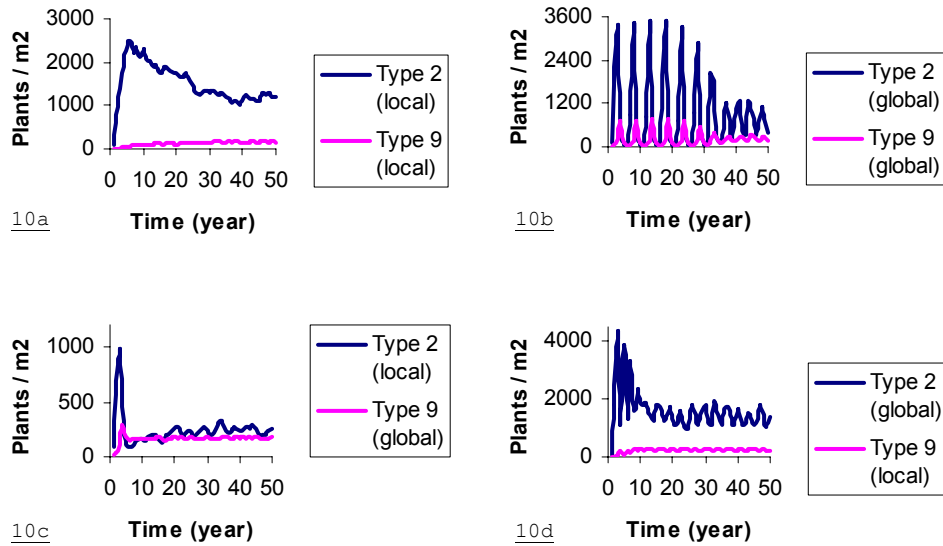 Plants / m2
3000
2000
1000
0
0 10 20 30 40 50
Time (year)
Type 2
(local)
Type 9
(local)
10a
Plants / m2
3600
2400
1200
0
0 10 20 30 40 50
Time (year)
Type 2
(global)
Type 9
(global)
10b
Plants / m2
1000
500
0
0 10 20 30 40 50
Time (year)
Type 2
(local)
Type 9
(global)
10c
Plants / m2
4000
2000
0
0 10 20 30 40 50
Time (year)
Type 2
(global)
Type 9
(local)
10d